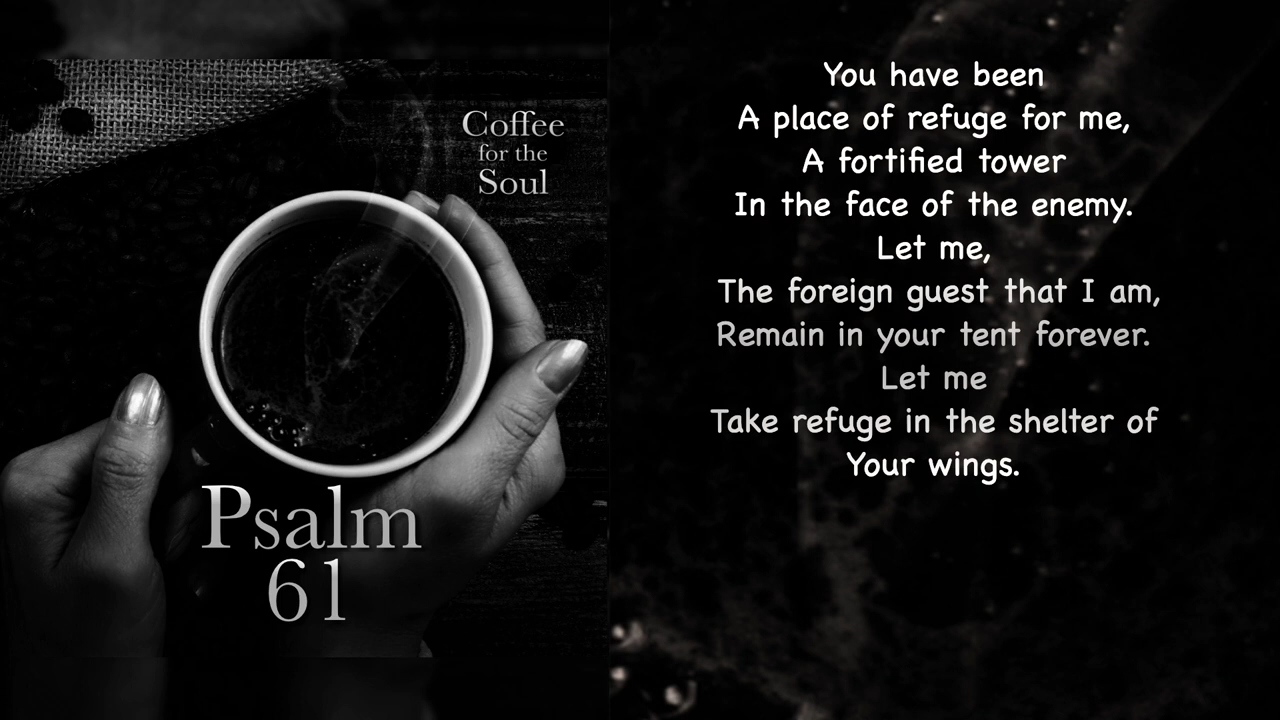 Coffee
for the
Soul
Psalm
61
You have been
A place of refuge for me,
A fortified tower
In the face of the enemy.
Let me,
The foreign guest that I am,
Remain in your tent forever.
Let me
Take refuge in the shelter of
Your wings.